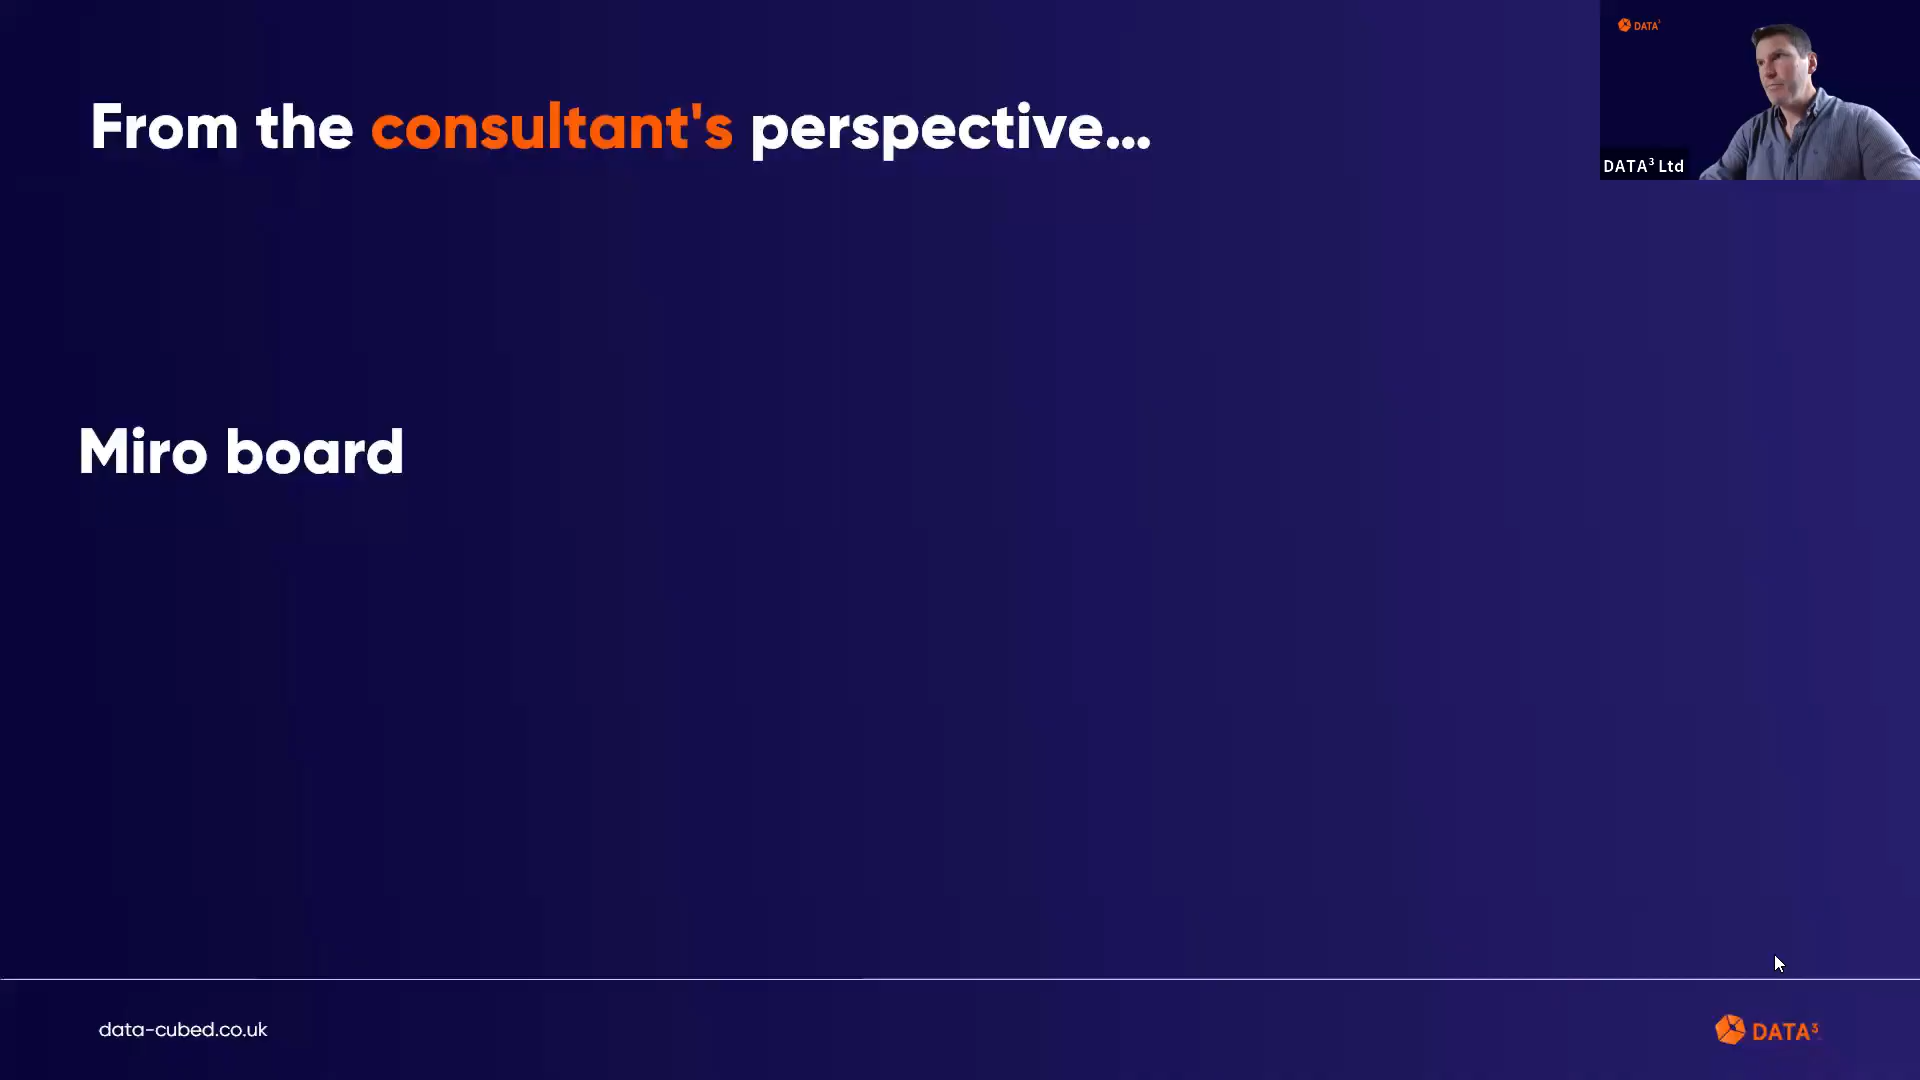 DATA³
From the consultant's perspective...
DATA³ Ltd
Miro board
data-cubed.co.uk
DATA³